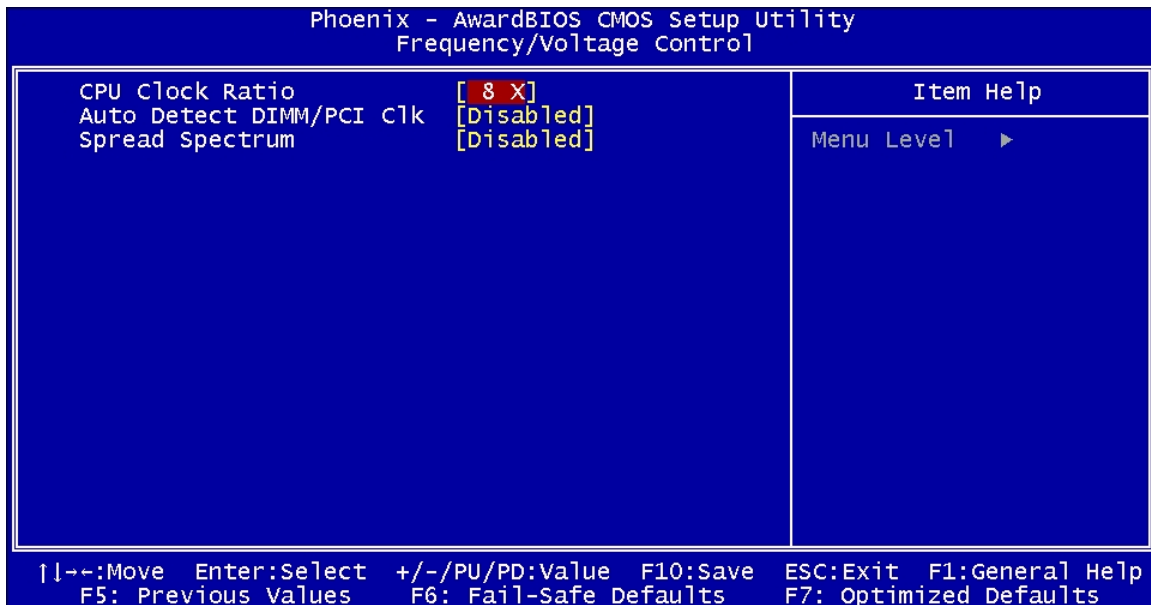 Phoenix - AwardBIOS CMOS Setup Utility
Frequency/Voltage Control
CPU Clock Ratio [ 8 X]
Auto Detect DIMM/PCI Clk [Disabled]
Spread Spectrum [Disabled]
Item Help
Menu Level ▶
↑↓→←:Move Enter:Select +/-/PU/PD:Value F10:Save ESC:Exit F1:General Help
F5: Previous Values F6: Fail-Safe Defaults F7: Optimized Defaults